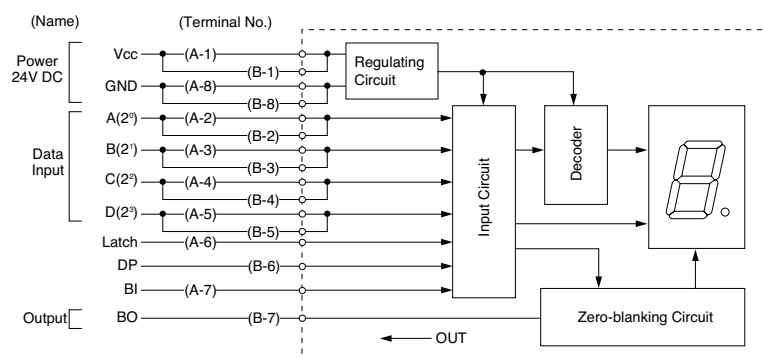 (Name)
(Terminal No.)
Power
24V DC
Vcc
(A-1)
(B-1)
GND
(A-8)
(B-8)
Regulating
Circuit
Data
Input
A(2⁰)
(A-2)
(B-2)
B(2¹)
(A-3)
(B-3)
C(2²)
(A-4)
(B-4)
D(2³)
(A-5)
(B-5)
Latch
(A-6)
DP
(B-6)
BI
(A-7)
Input Circuit
Decoder
Output
BO
(B-7)
Zero-blanking Circuit
OUT